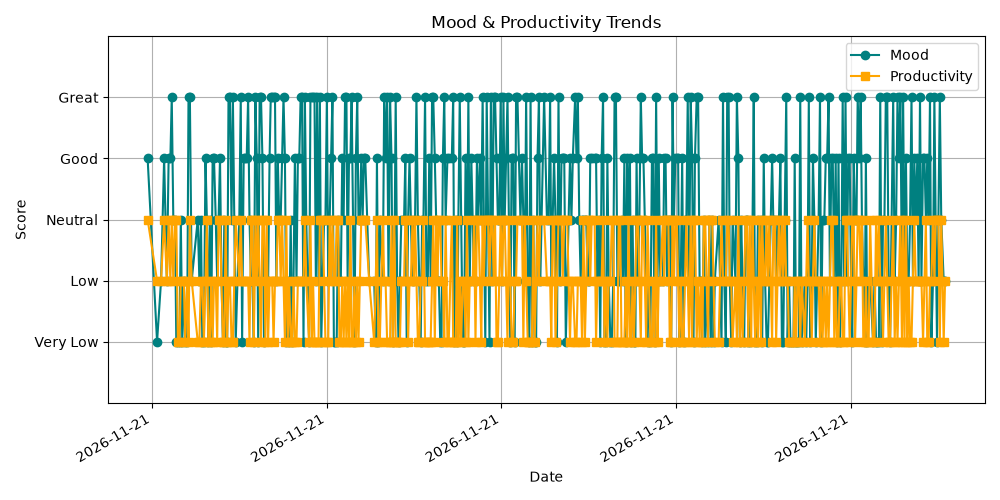 Mood & Productivity Trends
Mood
Productivity
Great
Good
Neutral
Low
Very Low
Score
2026-11-21
2026-11-21
2026-11-21
2026-11-21
2026-11-21
Date